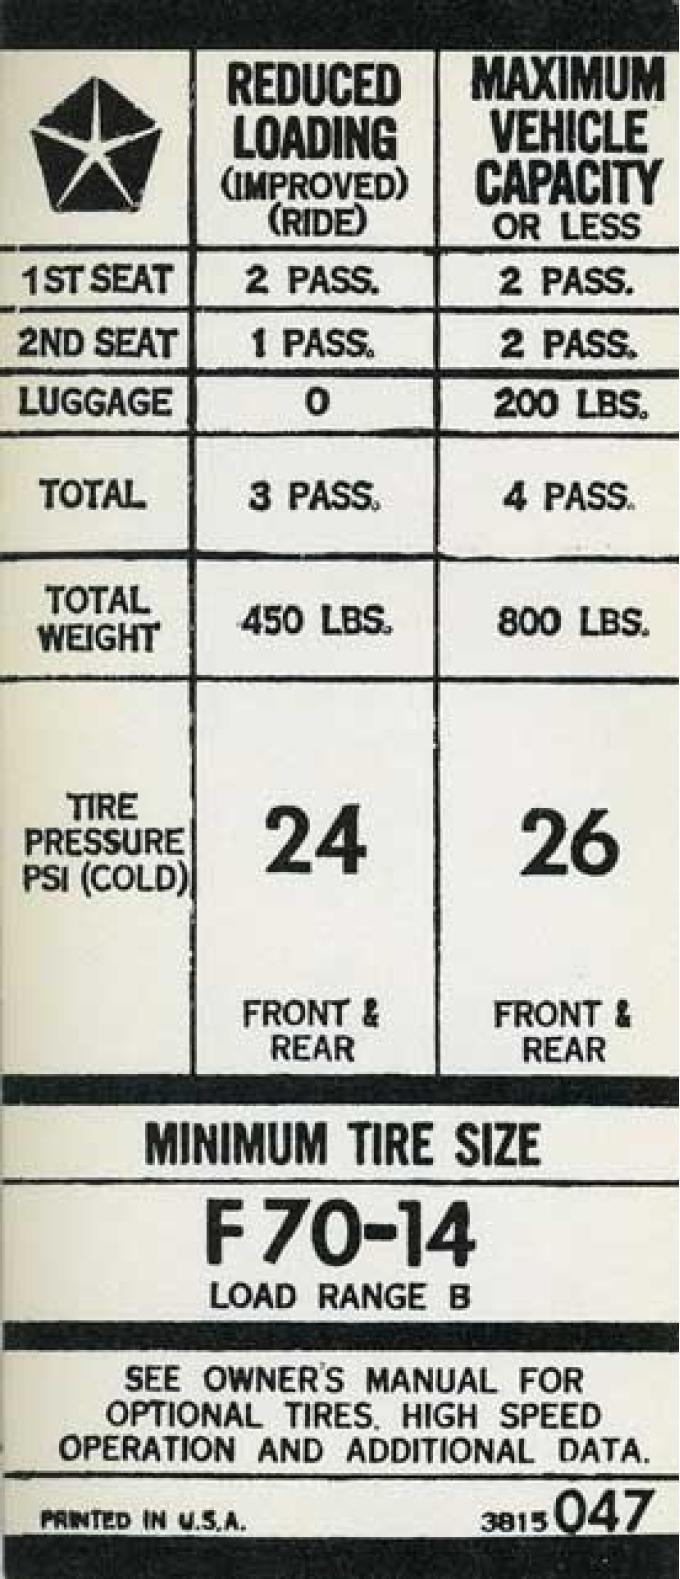 REDUCED LOADING (IMPROVED) (RIDE) MAXIMUM VEHICLE CAPACITY OR LESS
1ST SEAT 2 PASS. 2 PASS.
2ND SEAT 1 PASS. 2 PASS.
LUGGAGE 0 200 LBS.
TOTAL 3 PASS. 4 PASS.
TOTAL WEIGHT 450 LBS. 800 LBS.
TIRE PRESSURE PSI (COLD) 24 FRONT & REAR 26 FRONT & REAR
MINIMUM TIRE SIZE
F70-14
LOAD RANGE B
SEE OWNER'S MANUAL FOR
OPTIONAL TIRES. HIGH SPEED
OPERATION AND ADDITIONAL DATA.
PRINTED IN U.S.A. 3815047